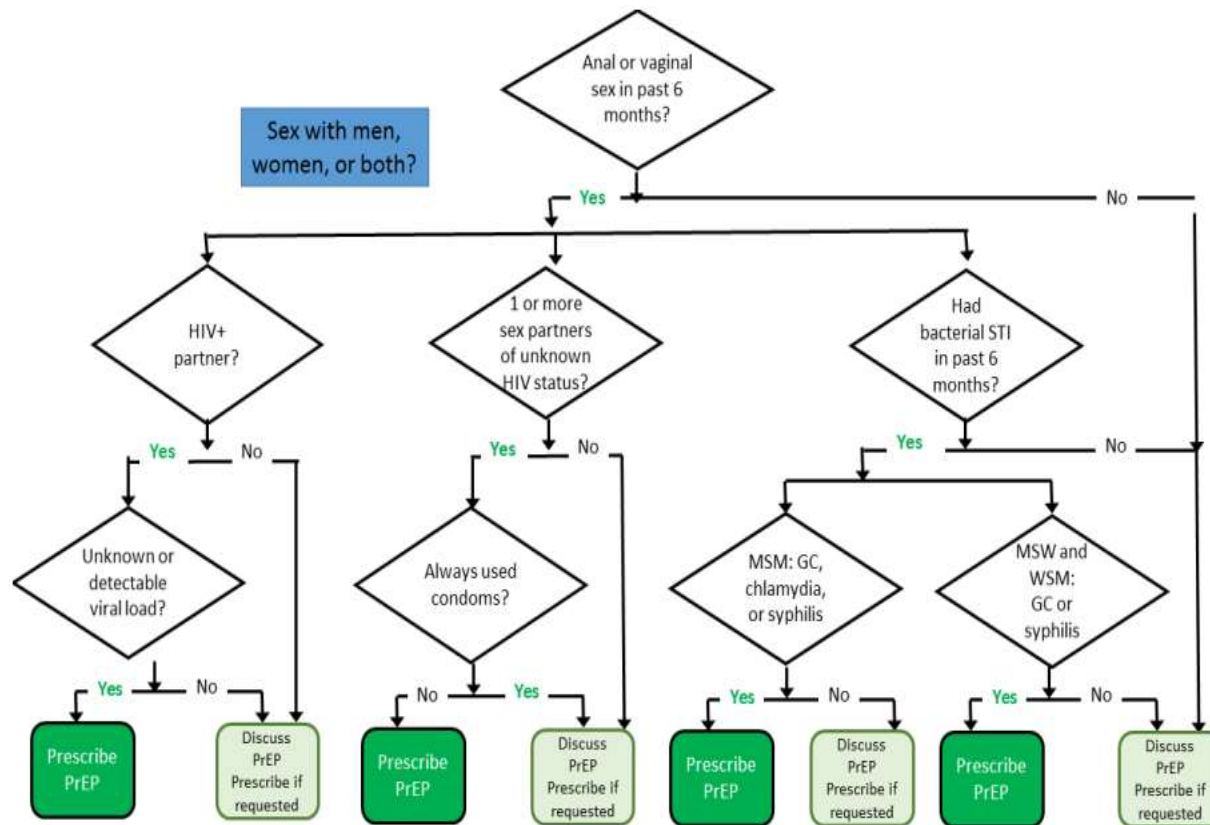 Anal or vaginal
sex in past 6
months?
Sex with men,
women, or both?
Yes
No
HIV+
partner?
1 or more
sex partners
of unknown
HIV status?
Had
bacterial STI
in past 6
months?
Yes
No
Yes
No
Yes
No
Unknown or
detectable
viral load?
Always used
condoms?
MSM: GC,
chlamydia,
or syphilis
MSW and
WSM:
GC or
syphilis
Yes
No
No
Yes
Yes
No
Yes
No
Prescribe
PrEP
Discuss
PrEP
Prescribe if
requested
Prescribe
PrEP
Discuss
PrEP
Prescribe if
requested
Prescribe
PrEP
Discuss
PrEP
Prescribe if
requested
Prescribe
PrEP
Discuss
PrEP
Prescribe if
requested